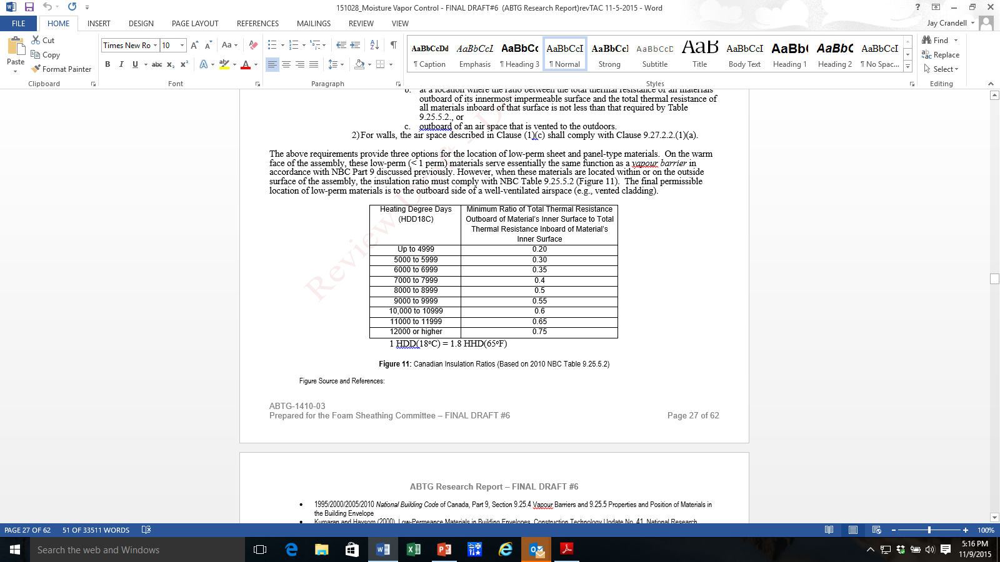 151028_Moisture Vapor Control - FINAL DRAFT#6 (ABTG Research Report)revTAC 11-5-2015 - Word
FILE HOME INSERT DESIGN PAGE LAYOUT REFERENCES MAILINGS REVIEW VIEW Jay Crandell
Paste
Cut
Copy
Format Painter
Clipboard
Times New Ro 10
Font
Paragraph
AaBbCcDd AaBbCcI AaBbCc AaBbCcI AaBbCcI AaBbCcD AaB AaBbCcI AaBb( AaBbC AaBbCcI
¶ Caption Emphasis ¶ Heading 3 ¶ Normal Strong Subtitle Title Body Text Heading 1 Heading 2 ¶ No Spac...
Styles
Find
Replace
Select
Editing
b. at a location where the ratio between the total thermal resistance of all materials
outboard of its innermost impermeable surface and the total thermal resistance of
all materials inboard of that surface is not less than that required by Table
9.25.5.2., or
c. outboard of an air space that is vented to the outdoors.
2) For walls, the air space described in Clause (1)(c) shall comply with Clause 9.27.2.2.(1)(a).
The above requirements provide three options for the location of low-perm sheet and panel-type materials. On the warm
face of the assembly, these low-perm (< 1 perm) materials serve essentially the same function as a vapour barrier in
accordance with NBC Part 9 discussed previously. However, when these materials are located within or on the outside
surface of the assembly, the insulation ratio must comply with NBC Table 9.25.5.2 (Figure 11). The final permissible
location of low-perm materials is to the outboard side of a well-ventilated airspace (e.g., vented cladding).
Heating Degree Days
(HDD18C)
Minimum Ratio of Total Thermal Resistance
Outboard of Material's Inner Surface to Total
Thermal Resistance Inboard of Material's
Inner Surface
Up to 4999 0.20
5000 to 5999 0.30
6000 to 6999 0.35
7000 to 7999 0.4
8000 to 8999 0.5
9000 to 9999 0.55
10,000 to 10999 0.6
11000 to 11999 0.65
12000 or higher 0.75
1 HDD(18°C) = 1.8 HHD(65°F)
Figure 11: Canadian Insulation Ratios (Based on 2010 NBC Table 9.25.5.2)
Figure Source and References:
ABTG-1410-03
Prepared for the Foam Sheathing Committee – FINAL DRAFT #6 Page 27 of 62
ABTG Research Report – FINAL DRAFT #6
• 1995/2000/2005/2010 National Building Code of Canada, Part 9, Section 9.25.4 Vapour Barriers and 9.25.5 Properties and Position of Materials in
the Building Envelope
• Kumaran and Haysom (2000). Low-Permeance Materials in Building Envelopes, Construction Technology Update No. 41, National Research
PAGE 27 OF 62 51 OF 33511 WORDS 100%
Search the web and Windows
5:16 PM
11/9/2015